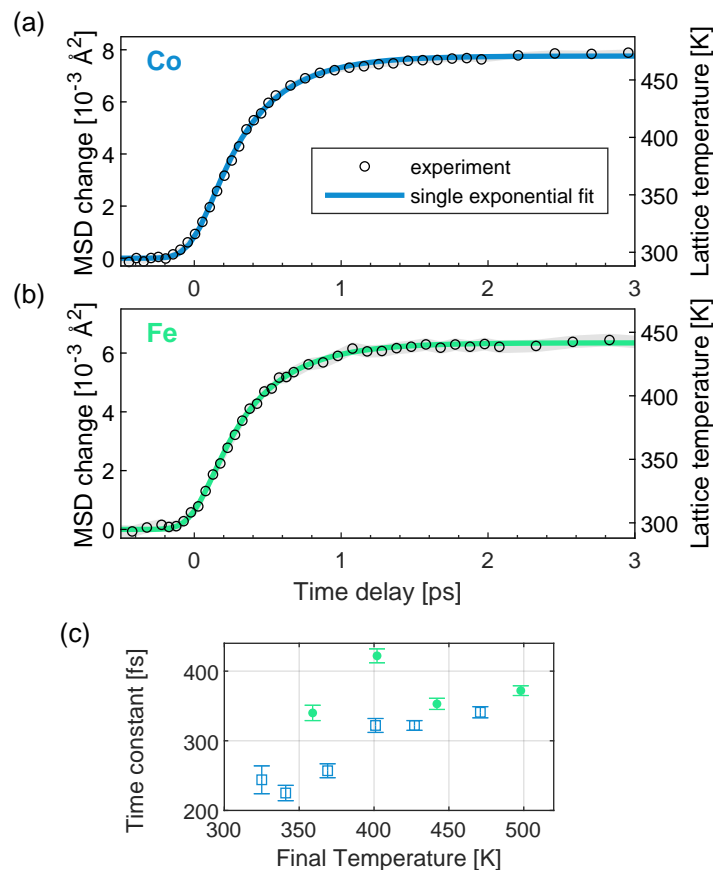 (a)
Co
MSD change [10⁻³ Å²]
8
6
4
2
0
Lattice temperature [K]
450
400
350
300
experiment
single exponential fit
0 1 2 3
(b)
Fe
MSD change [10⁻³ Å²]
6
4
2
0
Lattice temperature [K]
450
400
350
300
0 1 2 3
Time delay [ps]
(c)
Time constant [fs]
400
300
200
300 350 400 450 500
Final Temperature [K]